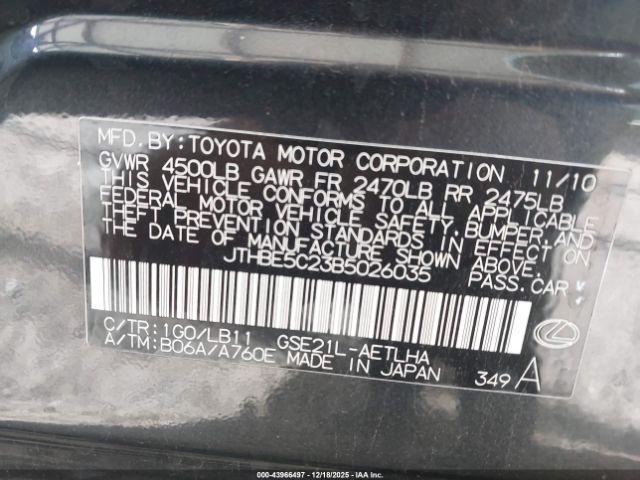 MFD. BY: TOYOTA MOTOR CORPORATION 11/10
GVWR 4500LB GAWR FR 2470LB RR 2475LB
THIS VEHICLE CONFORMS TO ALL APPLICABLE
FEDERAL MOTOR VEHICLE SAFETY, BUMPER, AND
THEFT PREVENTION STANDARDS IN EFFECT ON
THE DATE OF MANUFACTURE SHOWN ABOVE.
JTHBE5C23B5026035 PASS. CAR
C/TR: 1G0/LB11 GSE21L-AETLHA
A/TM: B06A/A760E MADE IN JAPAN 349 A
000-43966497 - 12/18/2025 - IAAI.COM